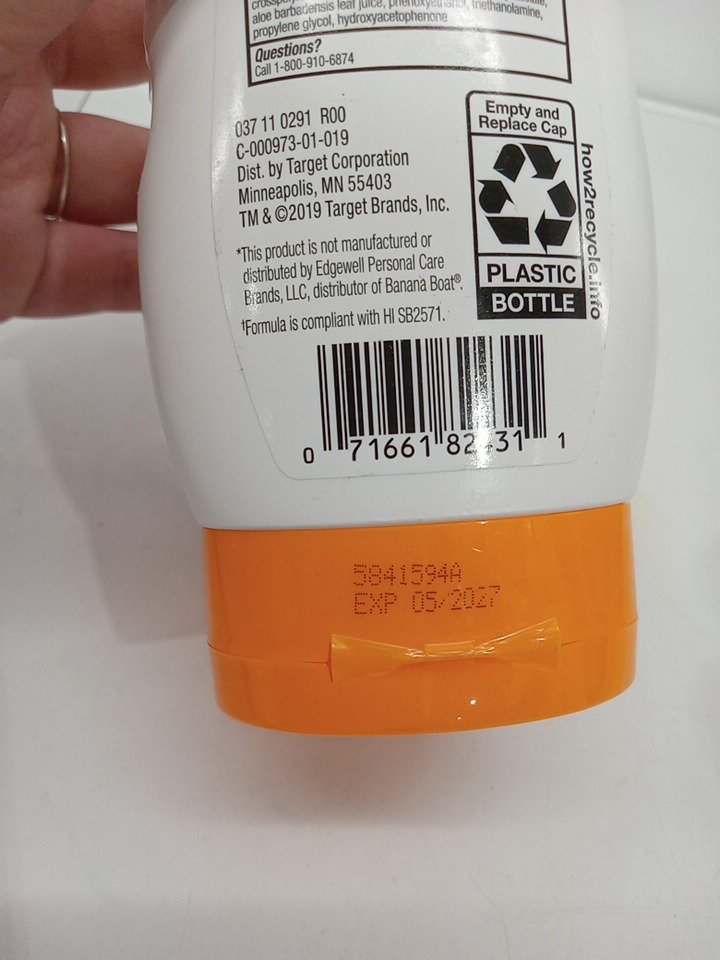 aloe barbadensis leaf juice, phenoxyethanol, triethanolamine,
propylene glycol, hydroxyacetophenone
Questions?
Call 1-800-910-6874
037 11 0291 R00
C-000973-01-019
Dist. by Target Corporation
Minneapolis, MN 55403
TM & ©2019 Target Brands, Inc.
*This product is not manufactured or
distributed by Edgewell Personal Care
Brands, LLC, distributor of Banana Boat®.
†Formula is compliant with HI SB2571.
Empty and
Replace Cap
PLASTIC
BOTTLE
how2recycle.info
0 71661 82431 1
5841594A
EXP 05/2027